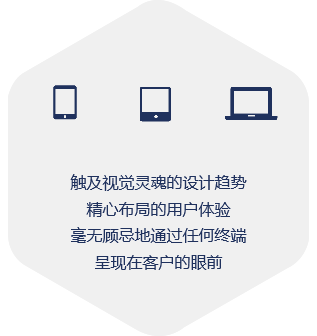 触及视觉灵魂的设计趋势
精心布局的用户体验
毫无顾忌地通过任何终端
呈现在客户的眼前